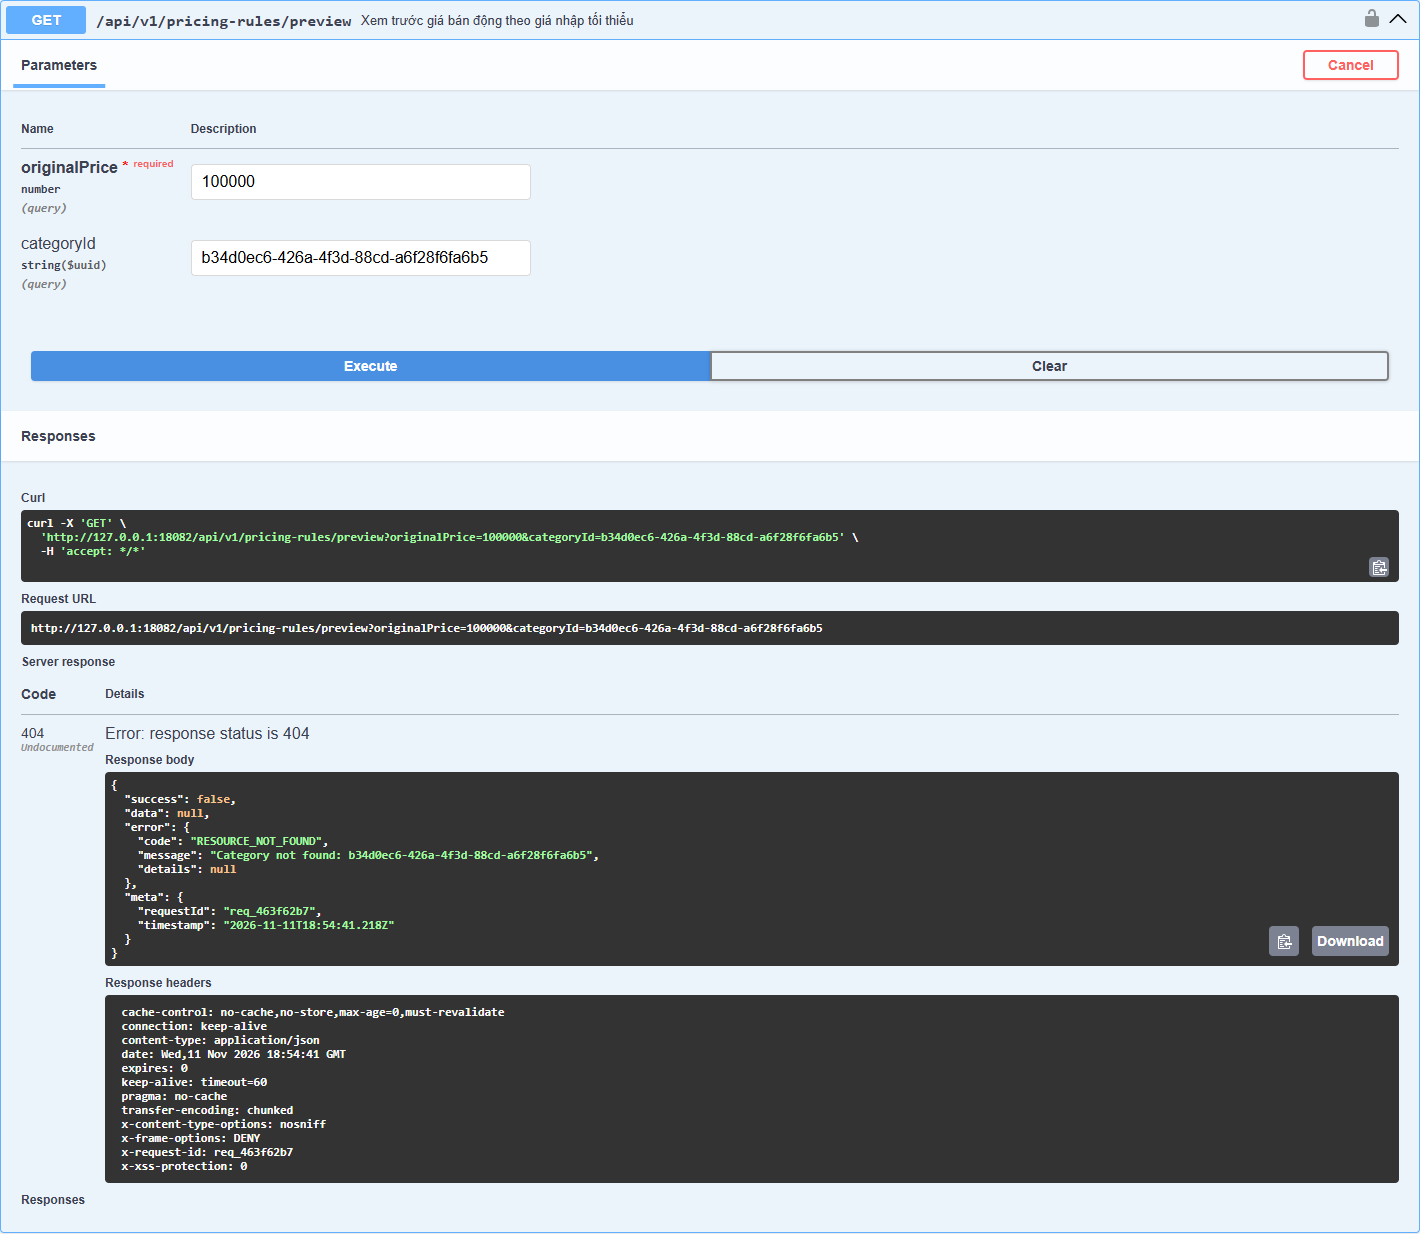 GET /api/v1/pricing-rules/preview Xem trước giá bán động theo giá nhập tối thiểu
Parameters
Cancel
Name Description
originalPrice * required
number
(query)
100000
categoryId
string($uuid)
(query)
b34d0ec6-426a-4f3d-88cd-a6f28f6fa6b5
Execute Clear
Responses
Curl
curl -X 'GET' \
  'http://127.0.0.1:18082/api/v1/pricing-rules/preview?originalPrice=100000&categoryId=b34d0ec6-426a-4f3d-88cd-a6f28f6fa6b5' \
  -H 'accept: */*'
Request URL
http://127.0.0.1:18082/api/v1/pricing-rules/preview?originalPrice=100000&categoryId=b34d0ec6-426a-4f3d-88cd-a6f28f6fa6b5
Server response
Code Details
404
Undocumented
Error: response status is 404
Response body
{
  "success": false,
  "data": null,
  "error": {
    "code": "RESOURCE_NOT_FOUND",
    "message": "Category not found: b34d0ec6-426a-4f3d-88cd-a6f28f6fa6b5",
    "details": null
  },
  "meta": {
    "requestId": "req_463f62b7",
    "timestamp": "2026-11-11T18:54:41.218Z"
  }
}
Download
Response headers
cache-control: no-cache,no-store,max-age=0,must-revalidate
connection: keep-alive
content-type: application/json
date: Wed,11 Nov 2026 18:54:41 GMT
expires: 0
keep-alive: timeout=60
pragma: no-cache
transfer-encoding: chunked
x-content-type-options: nosniff
x-frame-options: DENY
x-request-id: req_463f62b7
x-xss-protection: 0
Responses